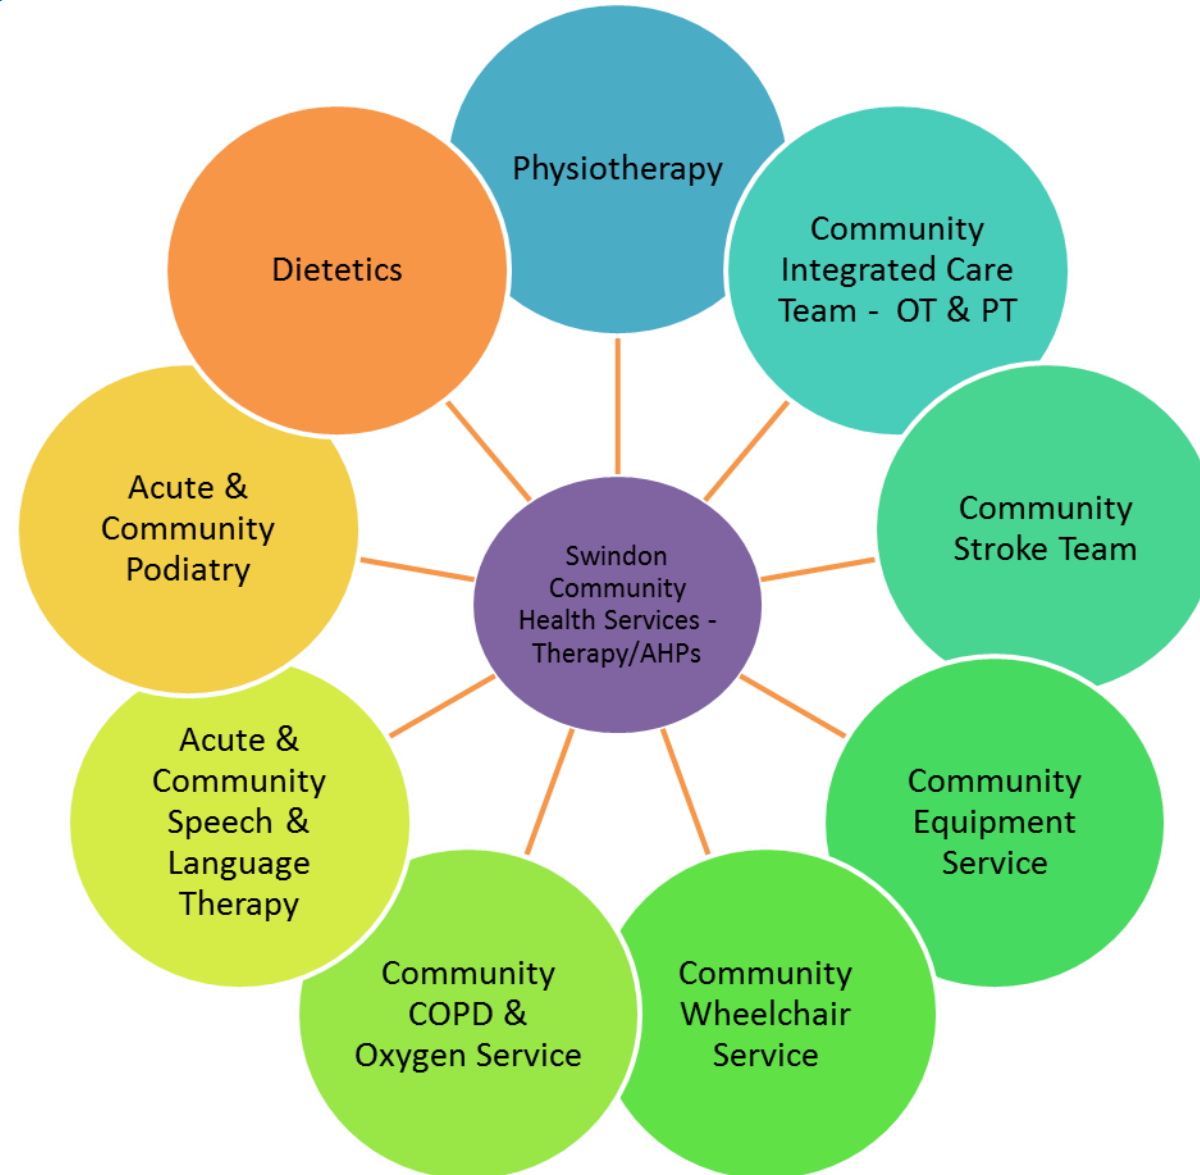 Physiotherapy
Community
Integrated Care
Team - OT & PT
Community
Stroke Team
Community
Equipment
Service
Community
Wheelchair
Service
Community
COPD &
Oxygen Service
Acute &
Community
Speech &
Language
Therapy
Acute &
Community
Podiatry
Dietetics
Swindon
Community
Health Services -
Therapy/AHPs